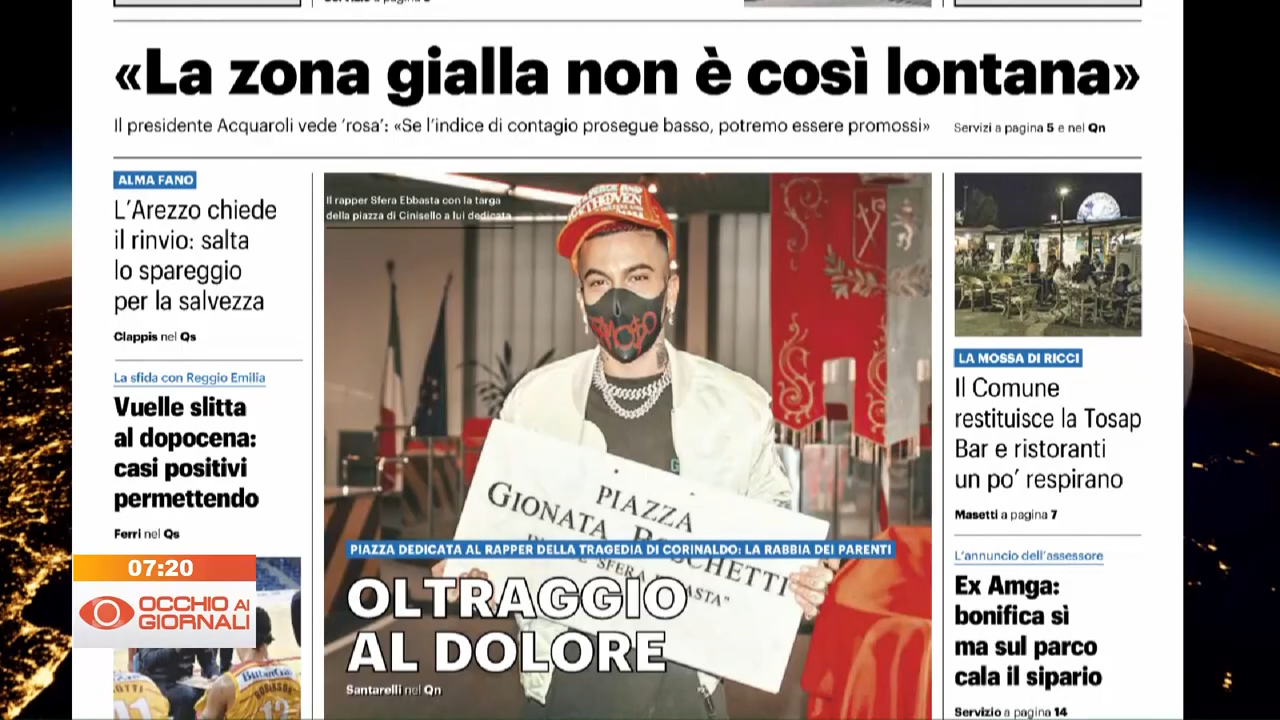 «La zona gialla non è così lontana»
Il presidente Acquaroli vede ‘rosa’: «Se l’indice di contagio prosegue basso, potremo essere promossi»
Servizi a pagina 5 e nel Qn
ALMA FANO
L’Arezzo chiede
il rinvio: salta
lo spareggio
per la salvezza
Clappis nel Qs
La sfida con Reggio Emilia
Vuelle slitta
al dopocena:
casi positivi
permettendo
Ferri nel Qs
07:20
OCCHIO AI
GIORNALI
ROBINSON
12
11
Il rapper Sfera Ebbasta con la targa
della piazza di Cinisello a lui dedicata
PIAZZA
GIONATA
PIAZZA DEDICATA AL RAPPER DELLA TRAGEDIA DI CORINALDO: LA RABBIA DEI PARENTI
OLTRAGGIO
AL DOLORE
Santarelli nel Qn
LA MOSSA DI RICCI
Il Comune
restituisce la Tosap
Bar e ristoranti
un po’ respirano
Masetti a pagina 7
L’annuncio dell’assessore
Ex Amga:
bonifica sì
ma sul parco
cala il sipario
Servizio a pagina 14